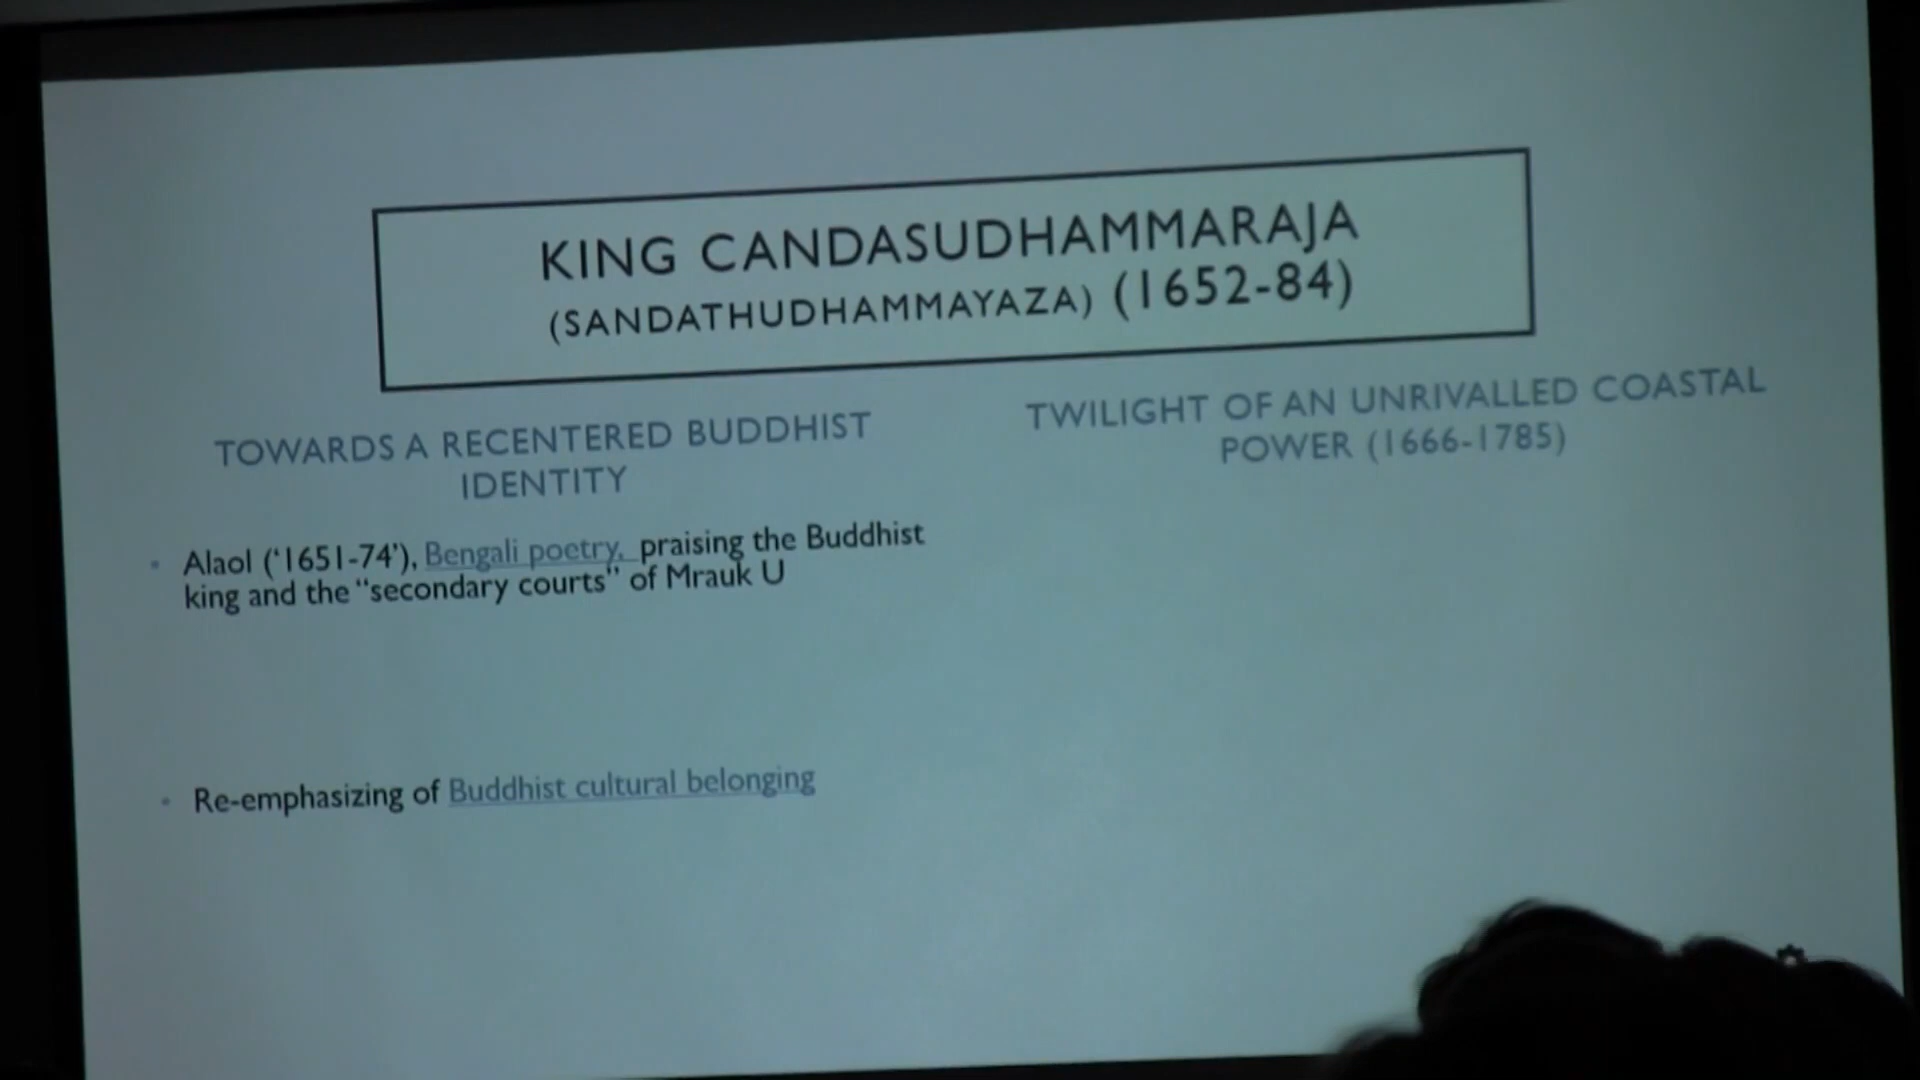 KING CANDASUDHAMMARAJA
(SANDATHUDHAMMAYAZA) (1652-84)
TOWARDS A RECENTERED BUDDHIST
IDENTITY
• Alaol (‘1651-74’), Bengali poetry, praising the Buddhist
king and the “secondary courts” of Mrauk U
• Re-emphasizing of Buddhist cultural belonging
TWILIGHT OF AN UNRIVALLED COASTAL
POWER (1666-1785)